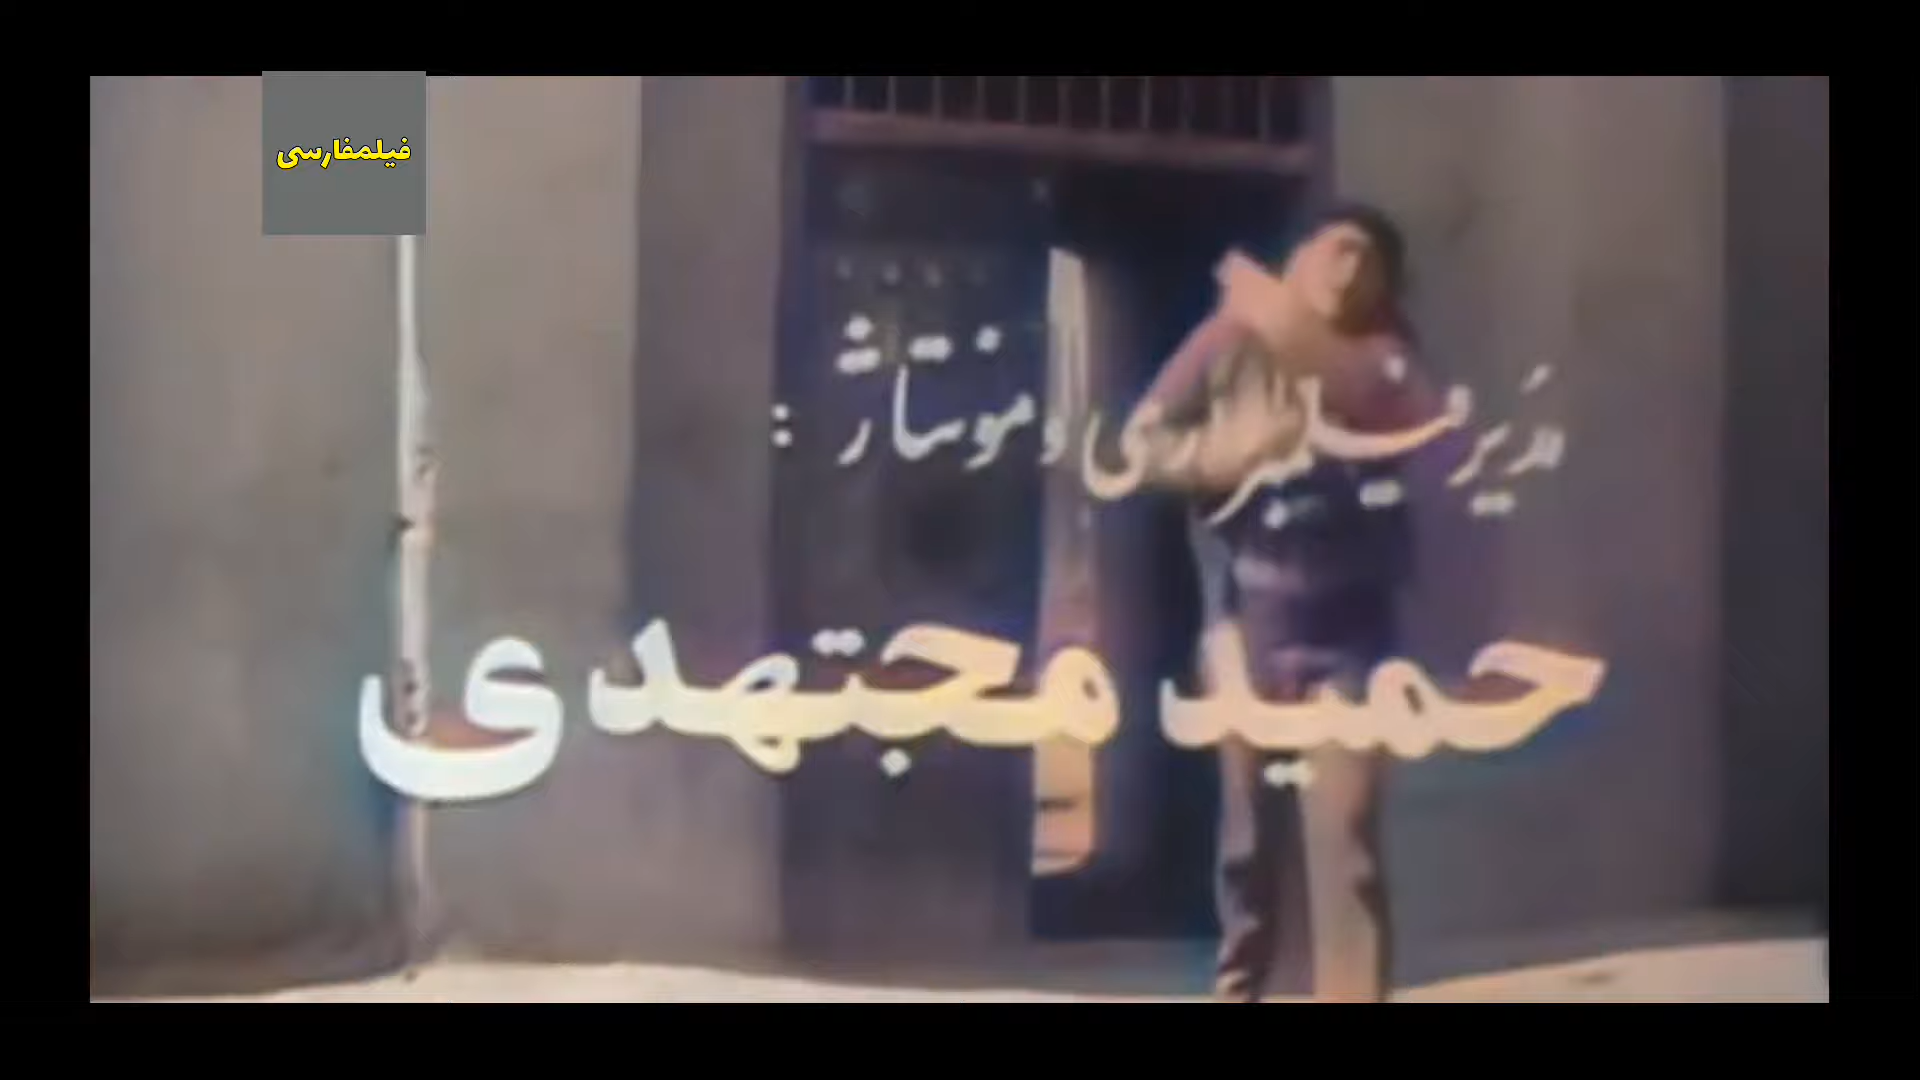 فیلمفارسی
مدیر فیلمبرداری و مونتاژ :
حمید مجتهدی